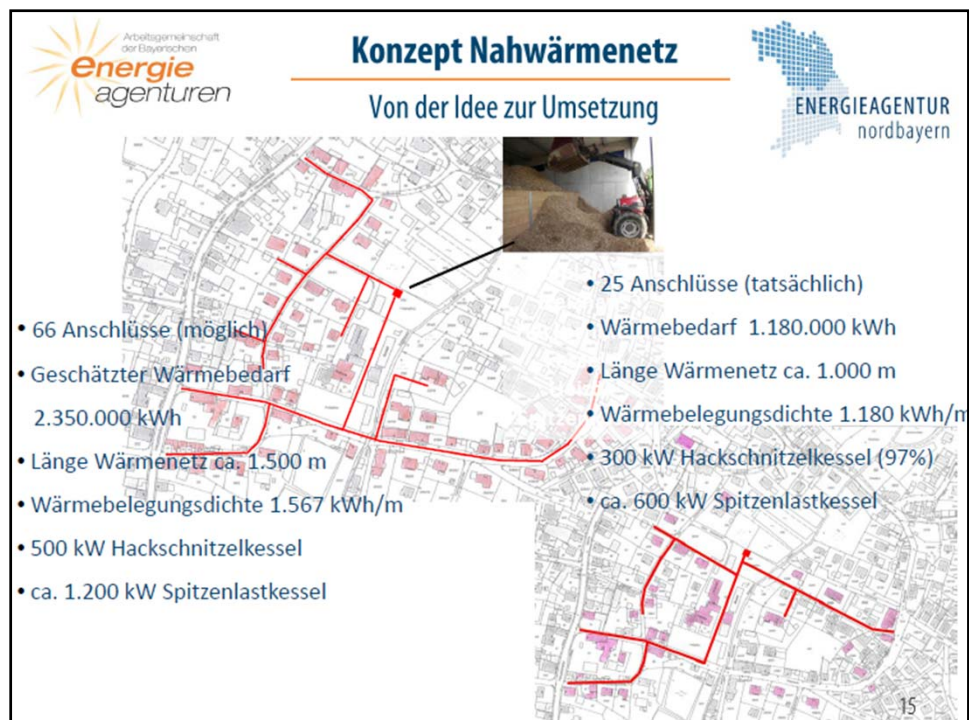 Arbeitsgemeinschaft
der Bayerischen
energie
agenturen
Konzept Nahwärmenetz
Von der Idee zur Umsetzung
ENERGIEAGENTUR
nordbayern
• 66 Anschlüsse (möglich)
• Geschätzter Wärmebedarf
2.350.000 kWh
• Länge Wärmenetz ca. 1.500 m
• Wärmebelegungsdichte 1.567 kWh/m
• 500 kW Hackschnitzelkessel
• ca. 1.200 kW Spitzenlastkessel
• 25 Anschlüsse (tatsächlich)
• Wärmebedarf 1.180.000 kWh
• Länge Wärmenetz ca. 1.000 m
• Wärmebelegungsdichte 1.180 kWh/m
• 300 kW Hackschnitzelkessel (97%)
• ca. 600 kW Spitzenlastkessel
15